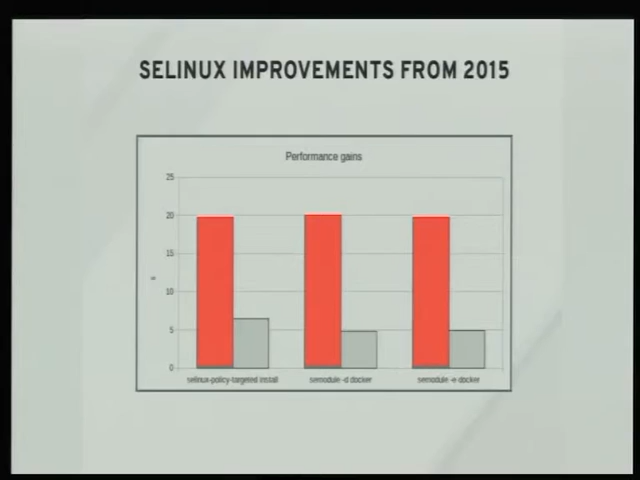 SELINUX IMPROVEMENTS FROM 2015
Performance gains
25
20
15
10
5
0
s
selinux-policy-targeted install
semodule -d docker
semodule -e docker